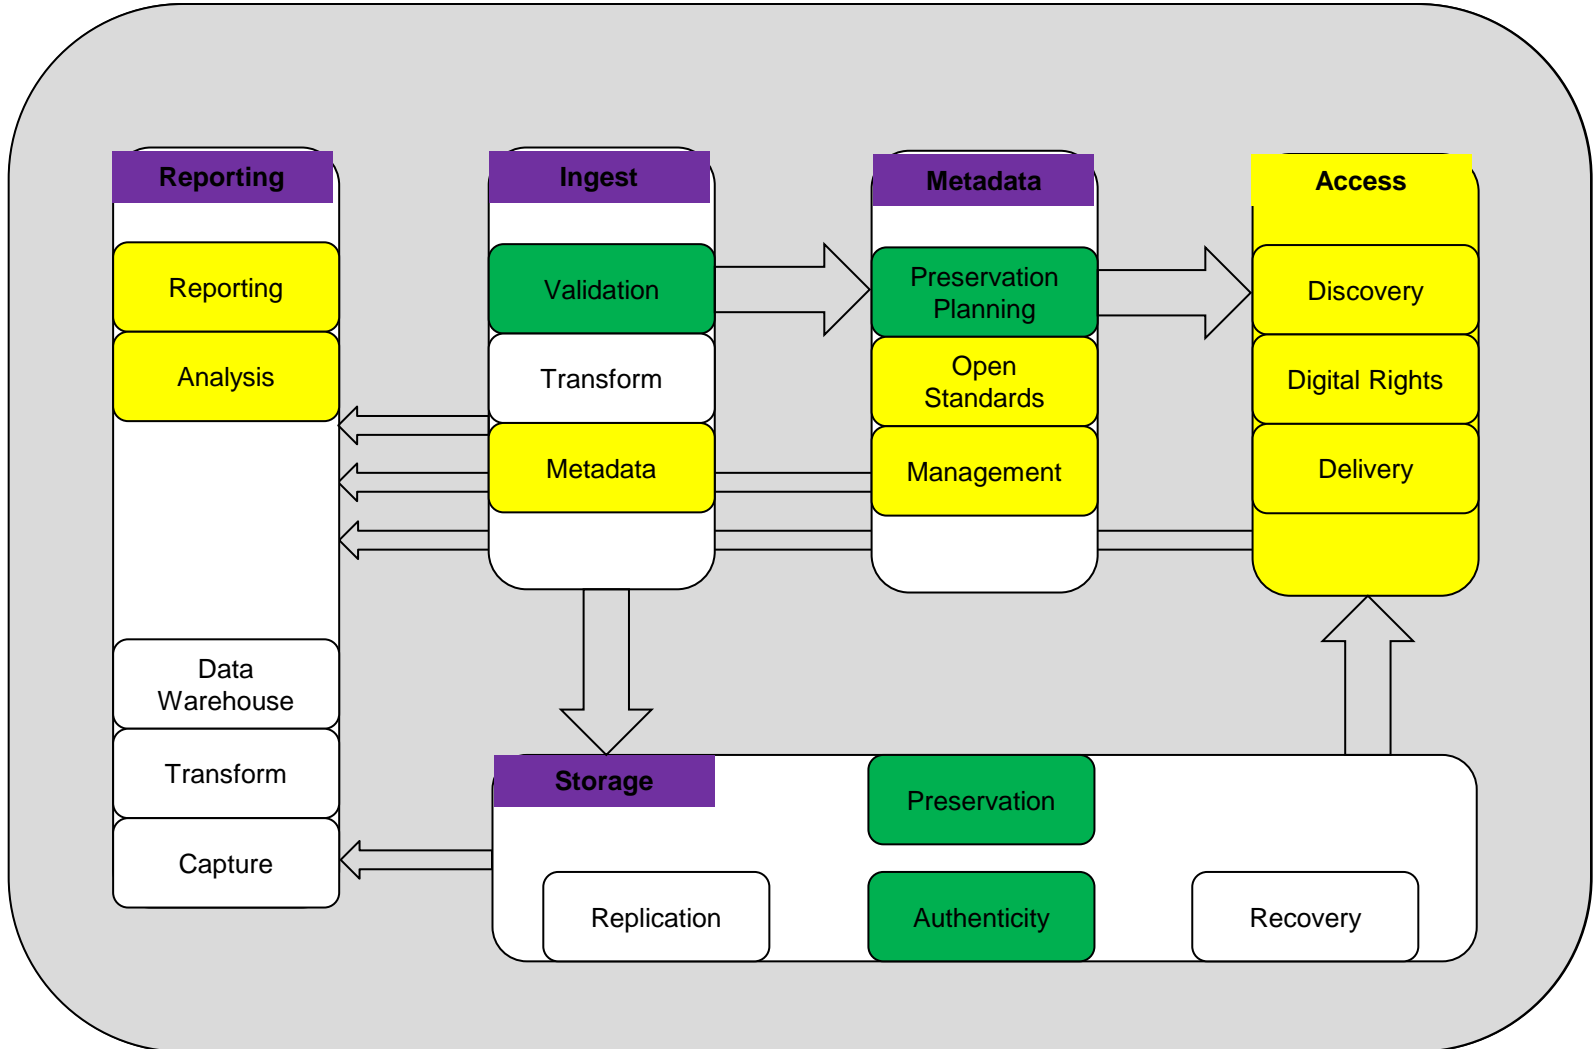 Reporting
Reporting
Analysis
Data
Warehouse
Transform
Capture
Ingest
Validation
Transform
Metadata
Metadata
Preservation
Planning
Open
Standards
Management
Access
Discovery
Digital Rights
Delivery
Storage
Preservation
Replication
Authenticity
Recovery